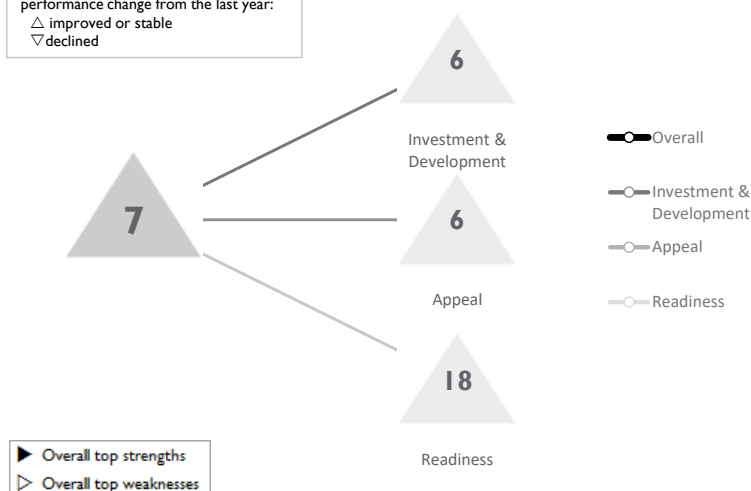 performance change from the last year:
△ improved or stable
▽ declined
6
Investment &
Development
7
6
Appeal
18
Readiness
Overall
Investment &
Development
Appeal
Readiness
▶ Overall top strengths
▷ Overall top weaknesses